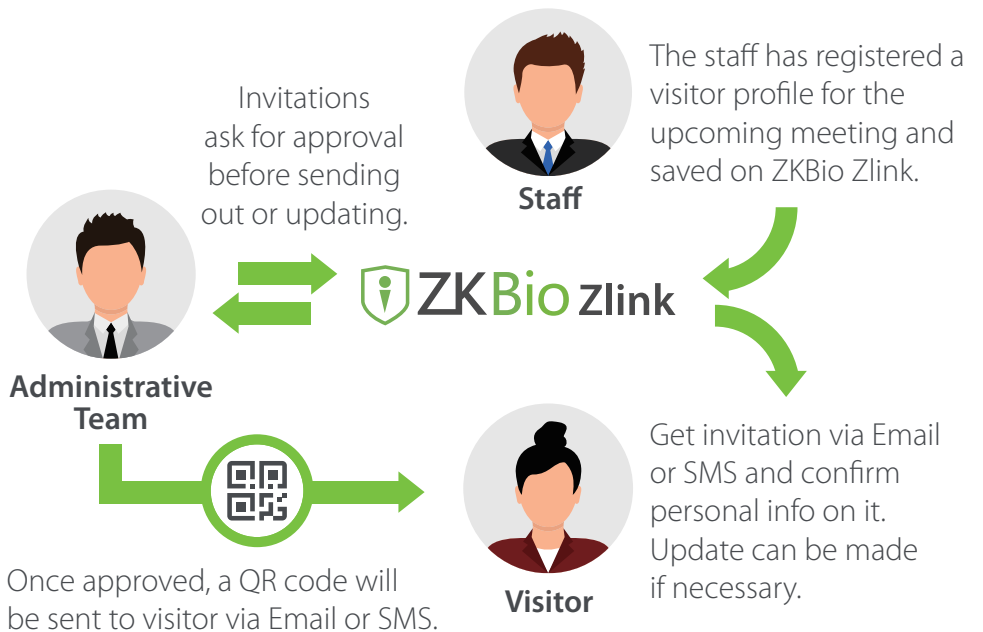 The staff has registered a
visitor profile for the
upcoming meeting and
saved on ZKBio Zlink.
Staff
Invitations
ask for approval
before sending
out or updating.
ZKBio Zlink
Administrative
Team
Get invitation via Email
or SMS and confirm
personal info on it.
Update can be made
if necessary.
Visitor
Once approved, a QR code will
be sent to visitor via Email or SMS.